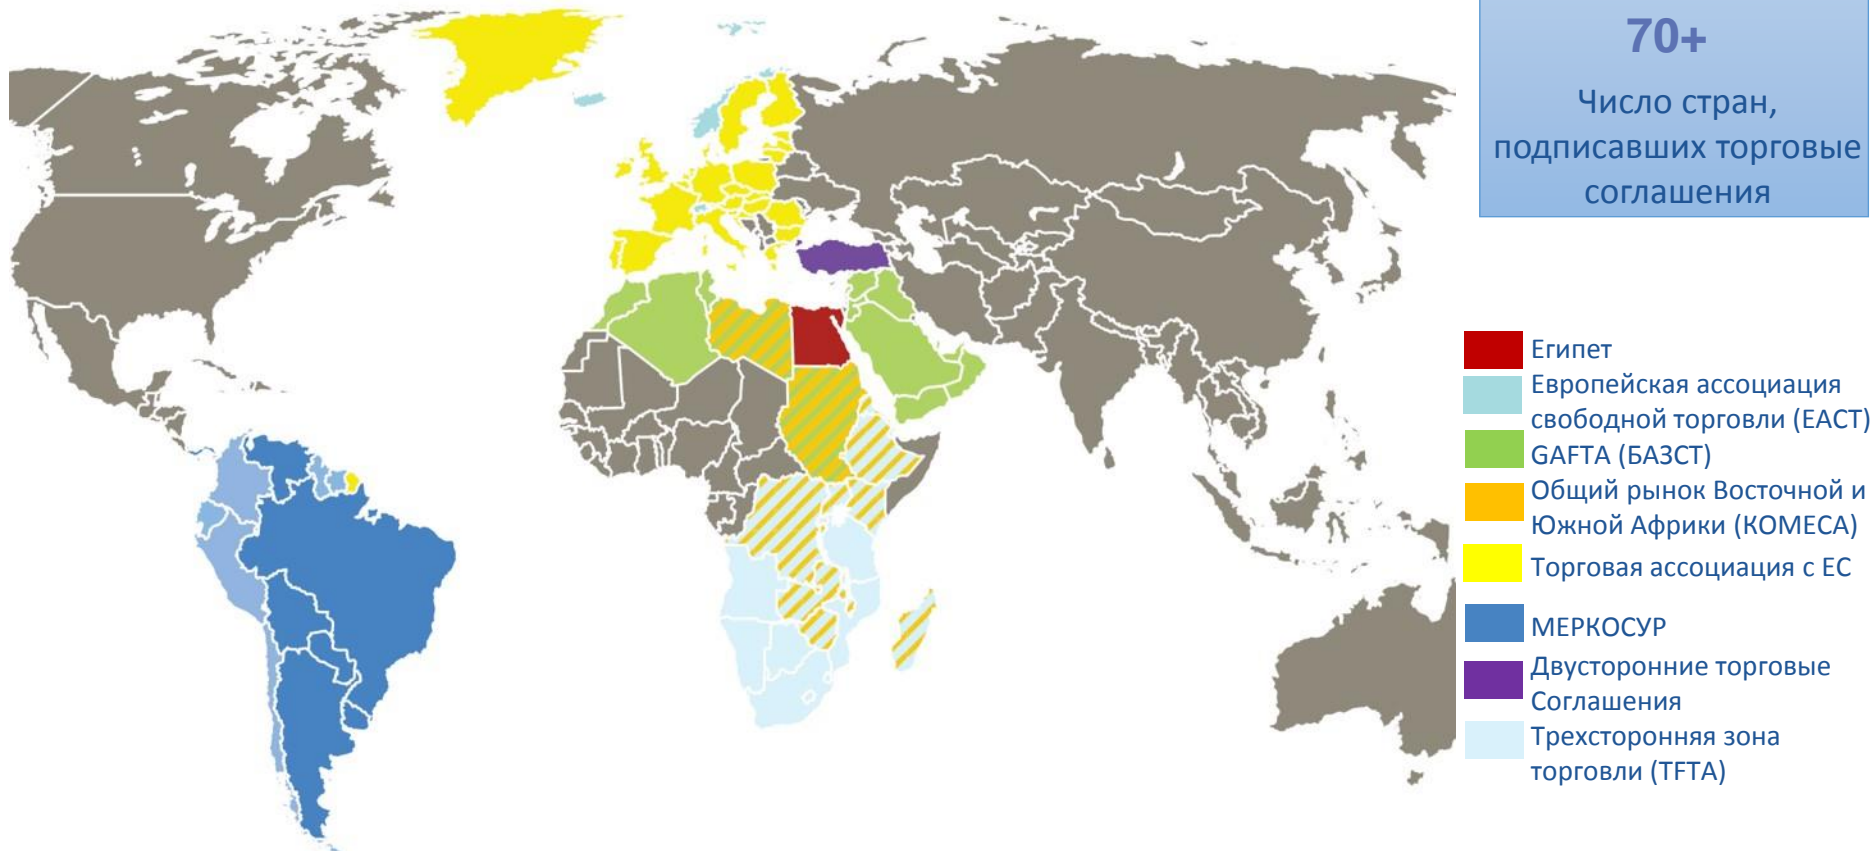 70+
Число стран,
подписавших торговые
соглашения
Египет
Европейская ассоциация
свободной торговли (ЕАСТ)
GAFTA (БАЗСТ)
Общий рынок Восточной и
Южной Африки (КОМЕСА)
Торговая ассоциация с ЕС
МЕРКОСУР
Двусторонние торговые
Соглашения
Трехсторонняя зона
торговли (TFTA)